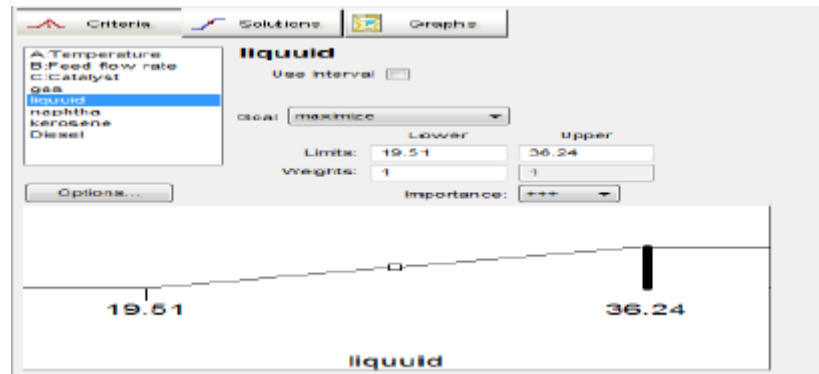 Criteria Solutions Graphs
A:Temperature
B:Feed flow rate
C:Catalyst
gas
liquuid
naphtha
kerosene
Diesel
Options...
liquuid
Use Interval
Goal maximize
Lower Upper
Limits: 19.51 36.24
Weights: 1 1
Importance: +++
19.51 36.24
liquuid